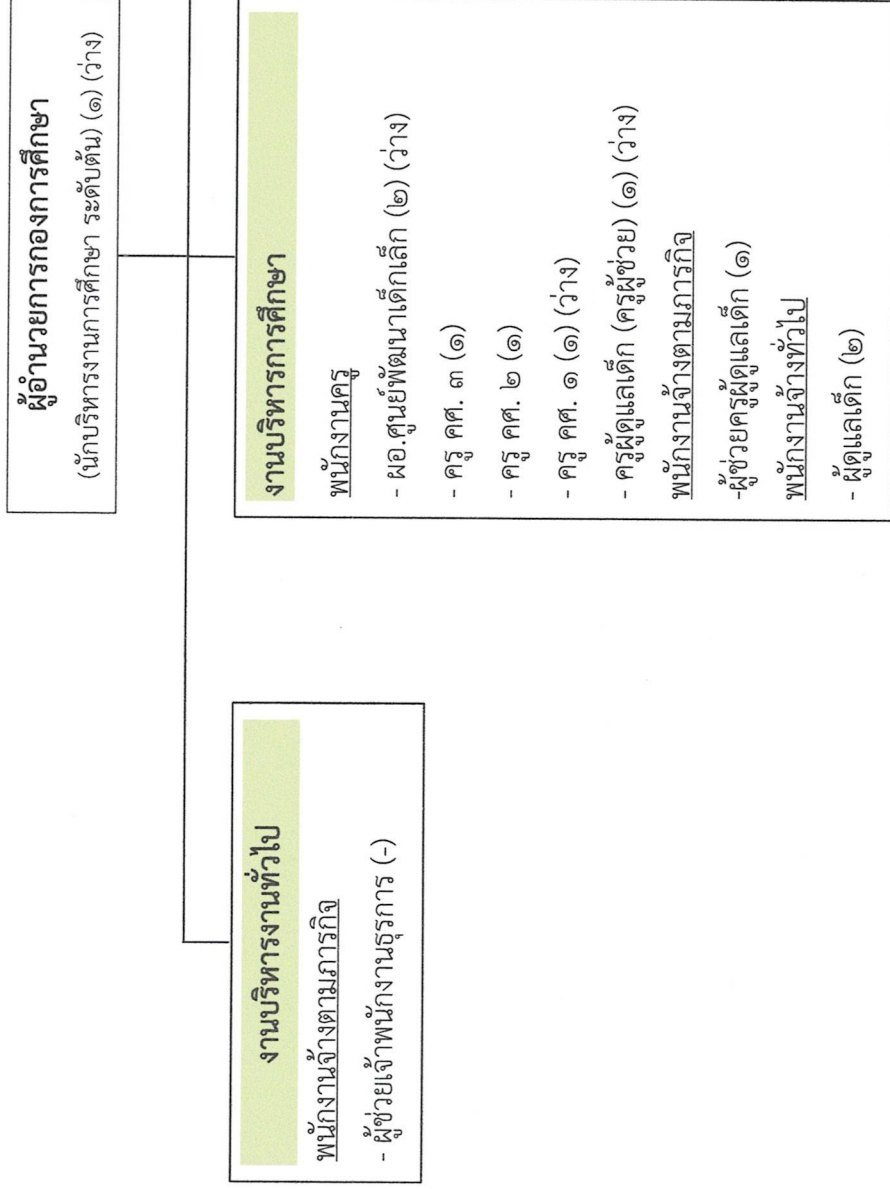 ผู้อำนวยการกองการศึกษา
(นักบริหารงานการศึกษา ระดับต้น) (๑) (ว่าง)
งานบริหารงานทั่วไป
พนักงานจ้างตามภารกิจ
- ผู้ช่วยเจ้าพนักงานธุรการ (-)
งานบริหารการศึกษา
พนักงานครู
- ผอ.ศูนย์พัฒนาเด็กเล็ก (๒) (ว่าง)
- ครู คศ. ๓ (๑)
- ครู คศ. ๒ (๑)
- ครู คศ. ๑ (๑) (ว่าง)
- ครูผู้ดูแลเด็ก (ครูผู้ช่วย) (๑) (ว่าง)
พนักงานจ้างตามภารกิจ
-ผู้ช่วยครูผู้ดูแลเด็ก (๑)
พนักงานจ้างทั่วไป
- ผู้ดูแลเด็ก (๒)